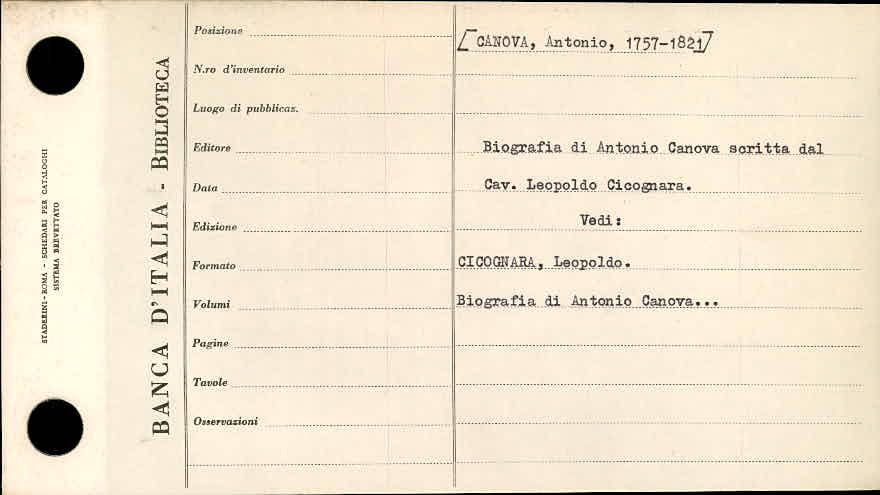 STADERINI-ROMA - SCHEDARI PER CATALOGHI
SISTEMA BREVETTATO
BANCA D'ITALIA - BIBLIOTECA
Posizione
N.ro d'inventario
Luogo di pubblicaz.
Editore
Data
Edizione
Formato
Volumi
Pagine
Tavole
Osservazioni
[CANOVA, Antonio, 1757-1821]
Biografia di Antonio Canova scritta dal
Cav. Leopoldo Cicognara.
Vedi:
CICOGNARA, Leopoldo.
Biografia di Antonio Canova...